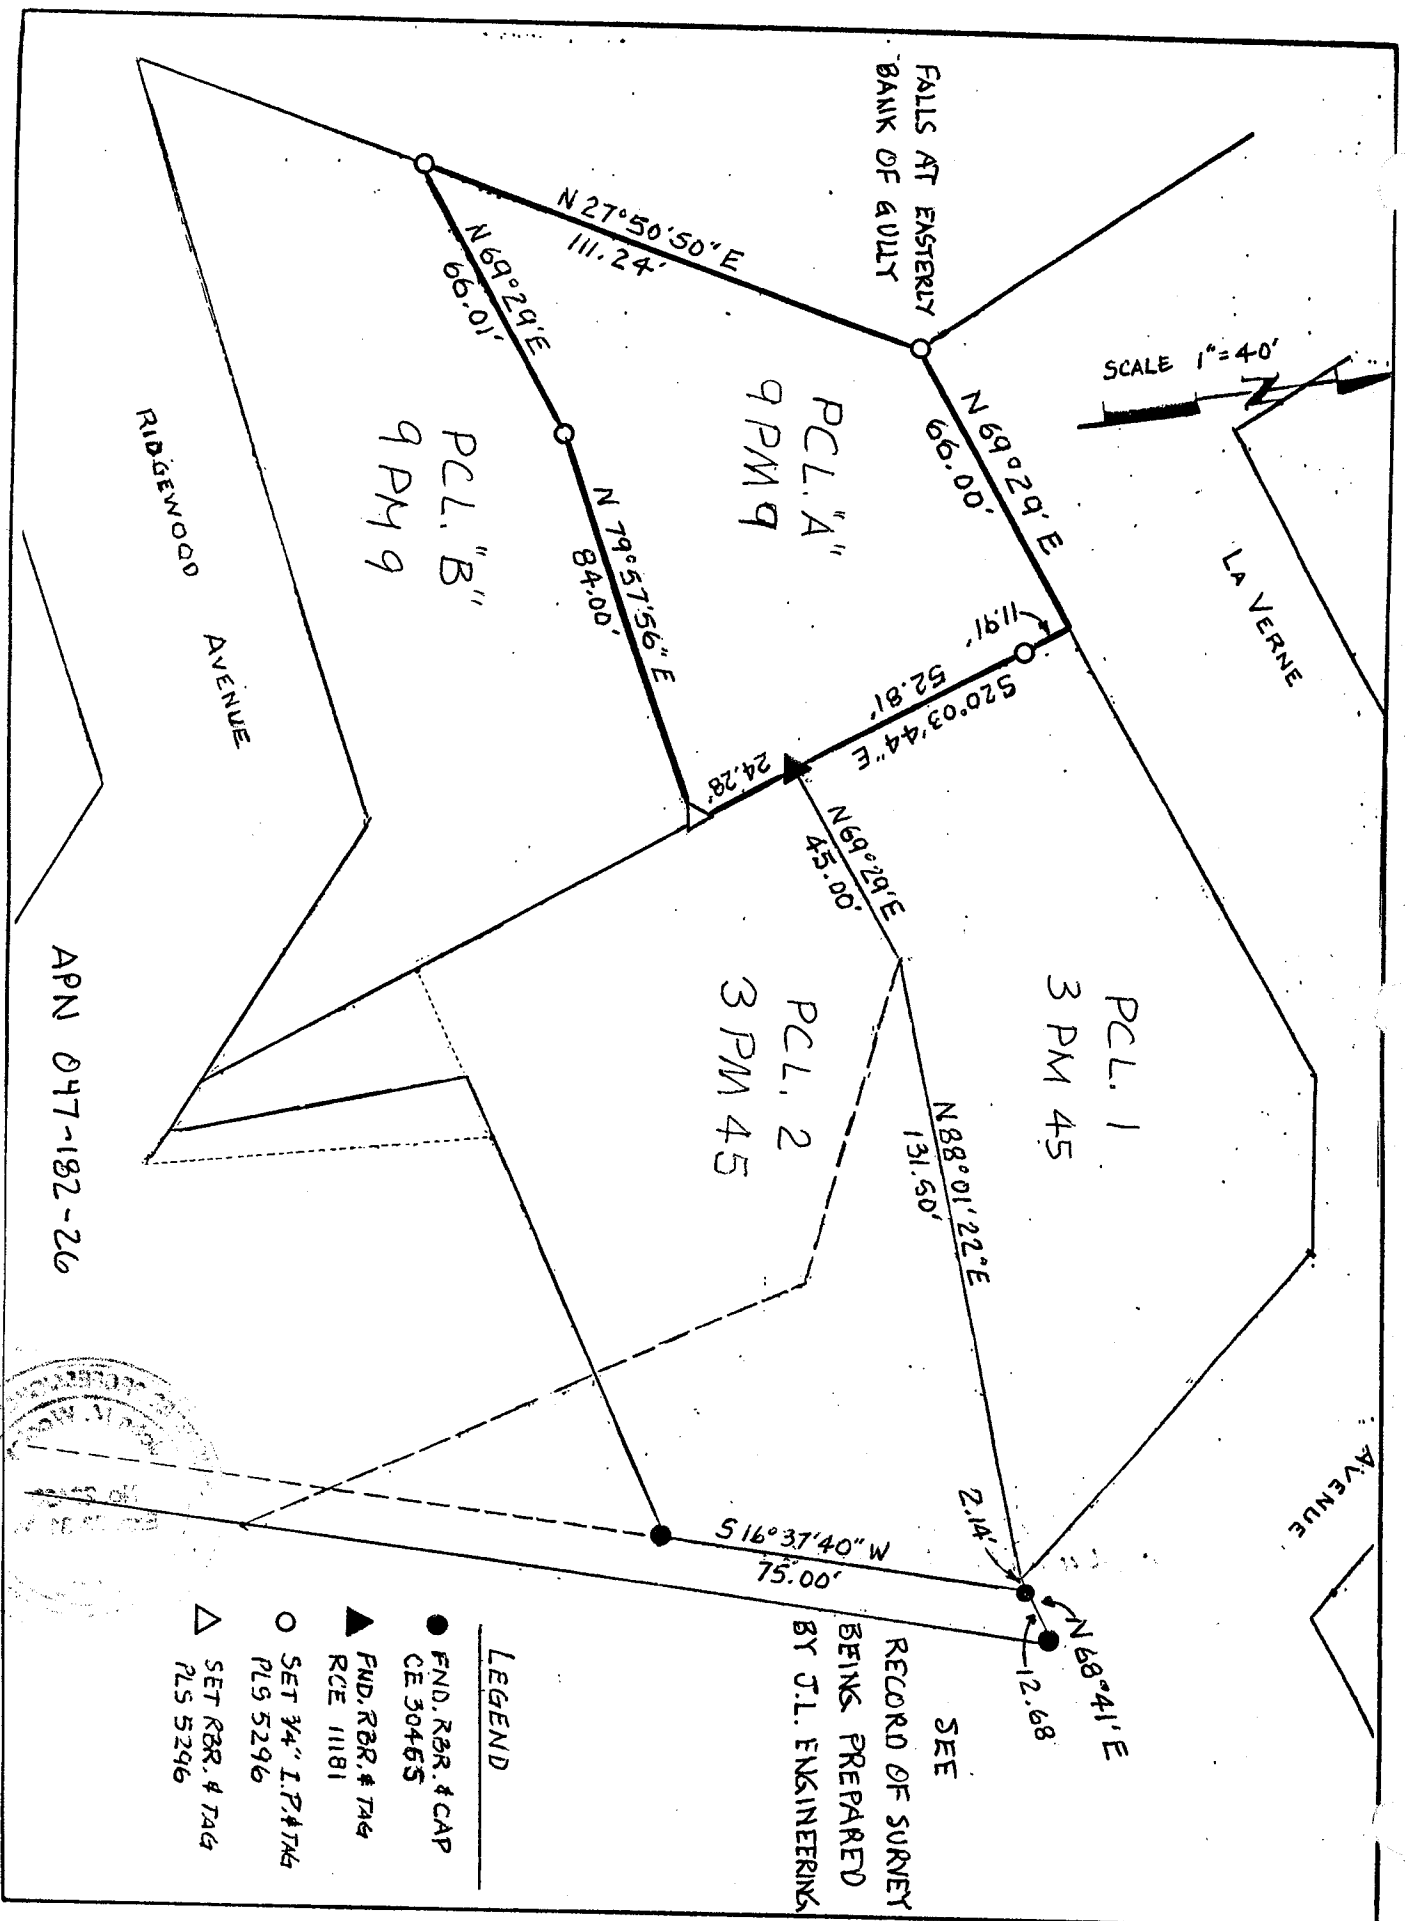 FALLS AT EASTERLY
BANK OF GULLY
SCALE 1"=40'
N
LA VERNE
AVENUE
N 27°50'50" E
111.24'
N 69°29' E
66.00'
11.91'
S20°03'44"E
52.81'
24.28'
N69°29'E
66.01'
N 79°57'56" E
84.00'
PCL. "A"
9 PM 9
PCL. "B"
9 PM 9
RIDGEWOOD AVENUE
N69°29'E
45.00'
PCL. 1
3 PM 45
PCL. 2
3 PM 45
N88°01'22"E
131.50'
2.14'
N 68°41' E
12.68
S 16°37'40" W
75.00'
SEE
RECORD OF SURVEY
BEING PREPARED
BY J.L. ENGINEERING
APN 047-182-26
LEGEND
FND. RBR. & CAP
CE 30465
FND. RBR. & TAG
RCE 11181
SET 3/4" I.P. & TAG
PLS 5296
SET RBR. & TAG
PLS 5296